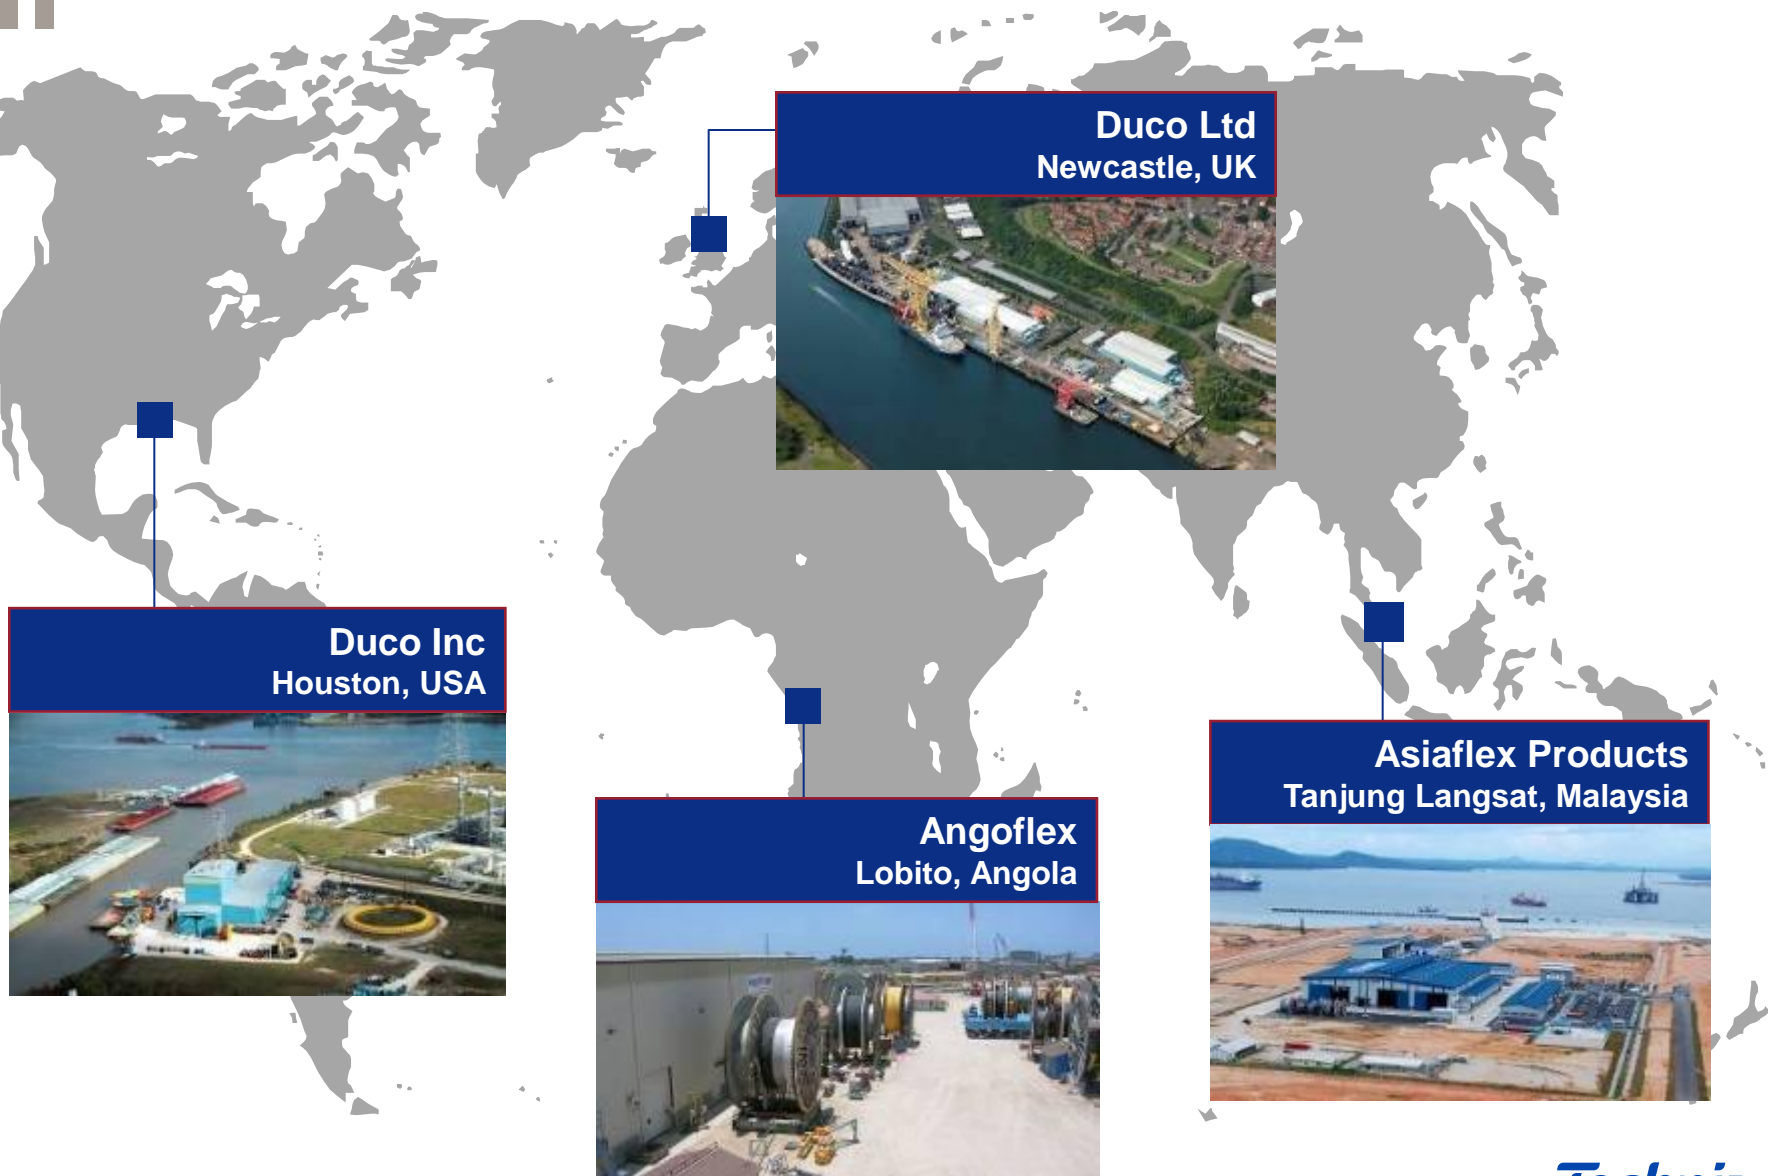 Duco Ltd
Newcastle, UK
Duco Inc
Houston, USA
Asiaflex Products
Tanjung Langsat, Malaysia
Angoflex
Lobito, Angola